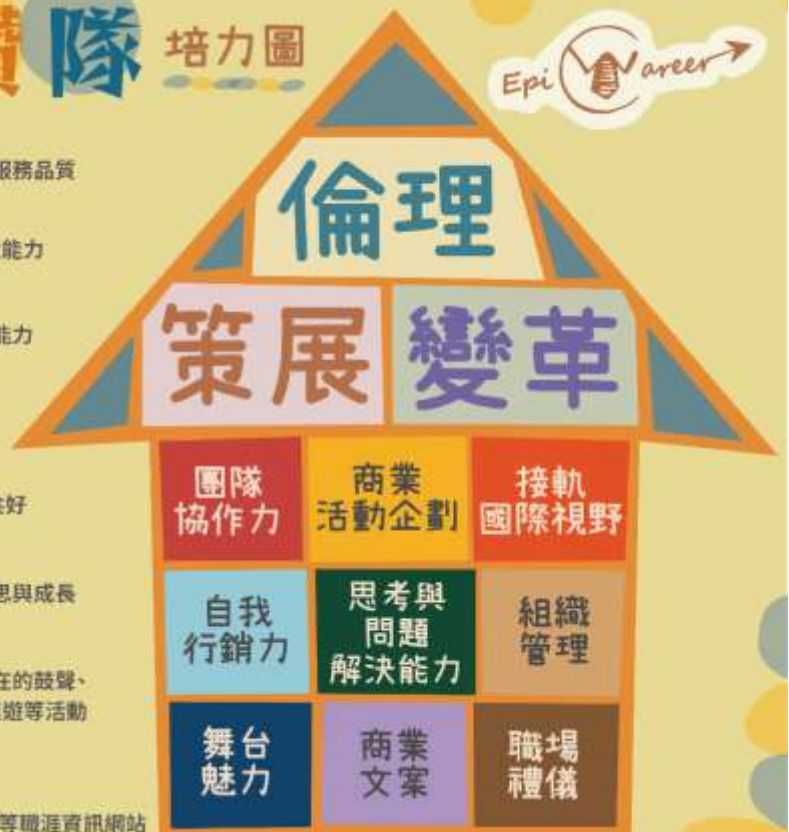 隊 培力圖
Epi Career
服務品質
能力
能力
好
思與成長
在的鼓聲、
遊等活動
等職涯資訊網站
倫理
策展 變革
團隊
協作力
商業
活動企劃
接軌
國際視野
自我
行銷力
思考與
問題
解決能力
組織
管理
舞台
魅力
商業
文案
職場
禮儀